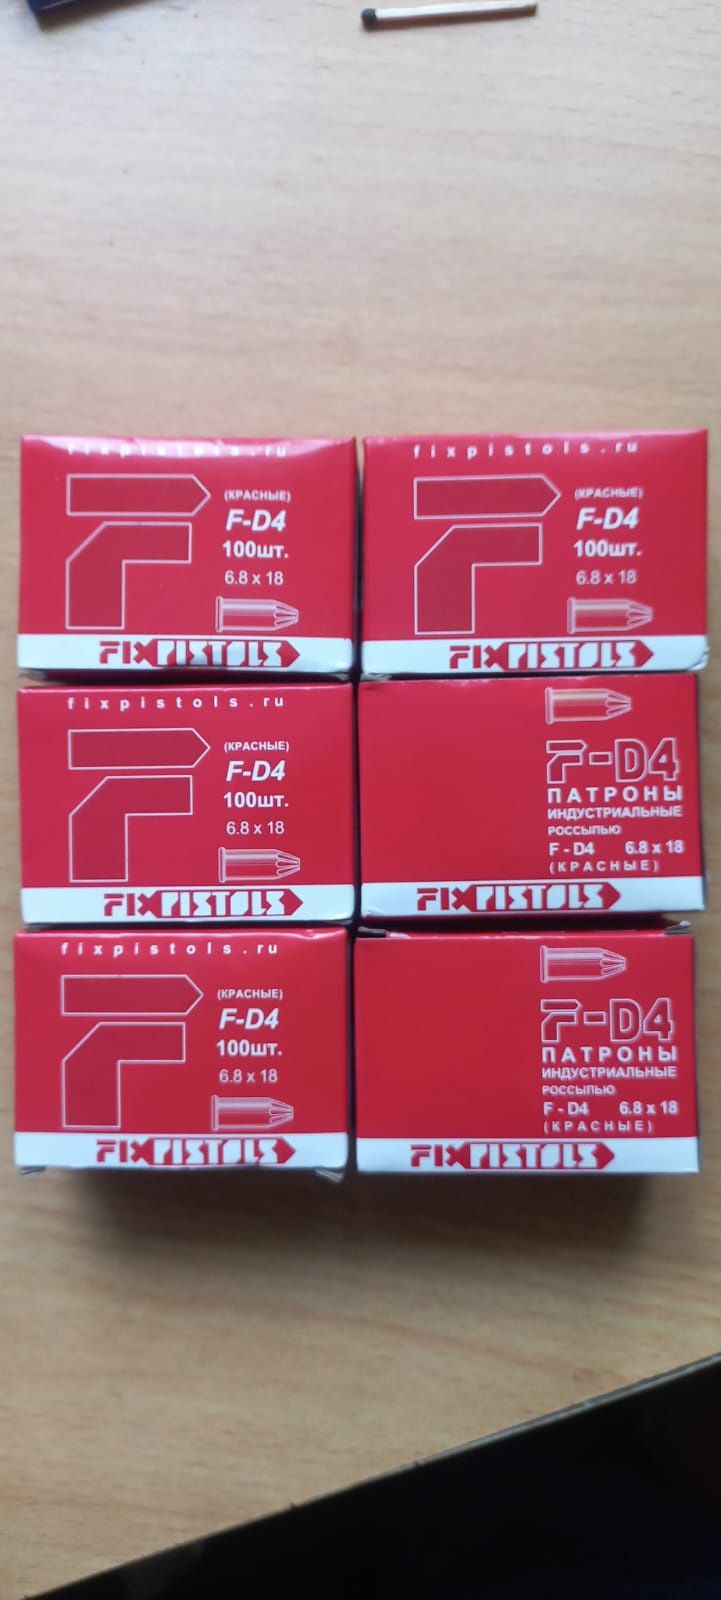 fixpistols.ru
(КРАСНЫЕ)
F-D4
100шт.
6.8 x 18
FIXPISTOLS
fixpistols.ru
(КРАСНЫЕ)
F-D4
100шт.
6.8 x 18
FIXPISTOLS
fixpistols.ru
(КРАСНЫЕ)
F-D4
100шт.
6.8 x 18
FIXPISTOLS
F-D4
ПАТРОНЫ
ИНДУСТРИАЛЬНЫЕ
РОССЫПЬЮ
F - D4 6.8 x 18
(КРАСНЫЕ)
FIXPISTOLS
fixpistols.ru
(КРАСНЫЕ)
F-D4
100шт.
6.8 x 18
FIXPISTOLS
F-D4
ПАТРОНЫ
ИНДУСТРИАЛЬНЫЕ
РОССЫПЬЮ
F - D4 6.8 x 18
(КРАСНЫЕ)
FIXPISTOLS